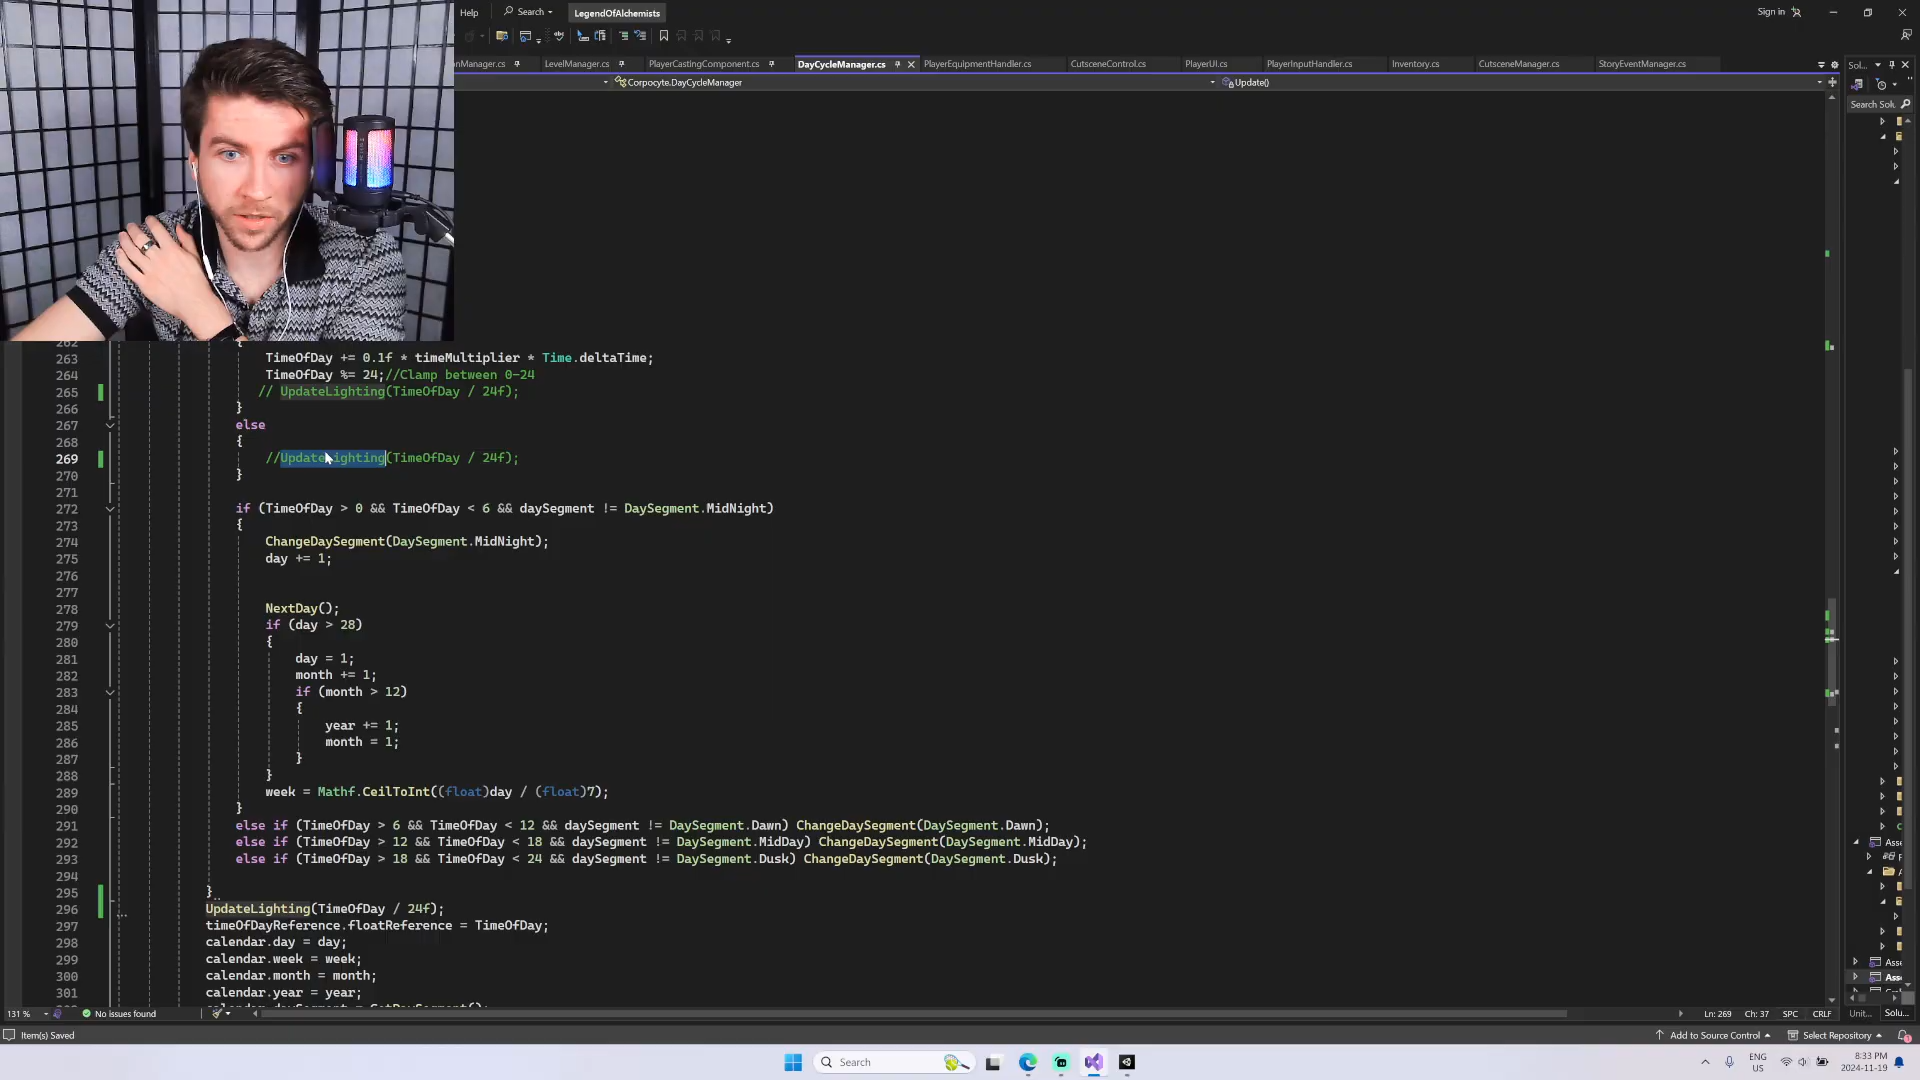 Help
Search
LegendOfAlchemists
Sign in
nManager.cs
LevelManager.cs
PlayerCastingComponent.cs
DayCycleManager.cs
PlayerEquipmentHandler.cs
CutsceneControl.cs
PlayerUI.cs
PlayerInputHandler.cs
Inventory.cs
CutsceneManager.cs
StoryEventManager.cs
Sol...
Corpocyte.DayCycleManager
Update()
Search Solu
262 {
263 TimeOfDay += 0.1f * timeMultiplier * Time.deltaTime;
264 TimeOfDay %= 24;//Clamp between 0-24
265 // UpdateLighting(TimeOfDay / 24f);
266 }
267 else
268 {
269 //UpdateLighting(TimeOfDay / 24f);
270 }
271
272 if (TimeOfDay > 0 && TimeOfDay < 6 && daySegment != DaySegment.MidNight)
273 {
274 ChangeDaySegment(DaySegment.MidNight);
275 day += 1;
276
277
278 NextDay();
279 if (day > 28)
280 {
281 day = 1;
282 month += 1;
283 if (month > 12)
284 {
285 year += 1;
286 month = 1;
287 }
288 }
289 week = Mathf.CeilToInt((float)day / (float)7);
290 }
291 else if (TimeOfDay > 6 && TimeOfDay < 12 && daySegment != DaySegment.Dawn) ChangeDaySegment(DaySegment.Dawn);
292 else if (TimeOfDay > 12 && TimeOfDay < 18 && daySegment != DaySegment.MidDay) ChangeDaySegment(DaySegment.MidDay);
293 else if (TimeOfDay > 18 && TimeOfDay < 24 && daySegment != DaySegment.Dusk) ChangeDaySegment(DaySegment.Dusk);
294
295 }
296 UpdateLighting(TimeOfDay / 24f);
297 timeOfDayReference.floatReference = TimeOfDay;
298 calendar.day = day;
299 calendar.week = week;
300 calendar.month = month;
301 calendar.year = year;
Asse
Asse
Asse
131 %
No issues found
Ln: 269
Ch: 37
SPC
CRLF
Unit...
Solu...
Item(s) Saved
Add to Source Control
Select Repository
Search
ENG
US
8:33 PM
2024-11-19